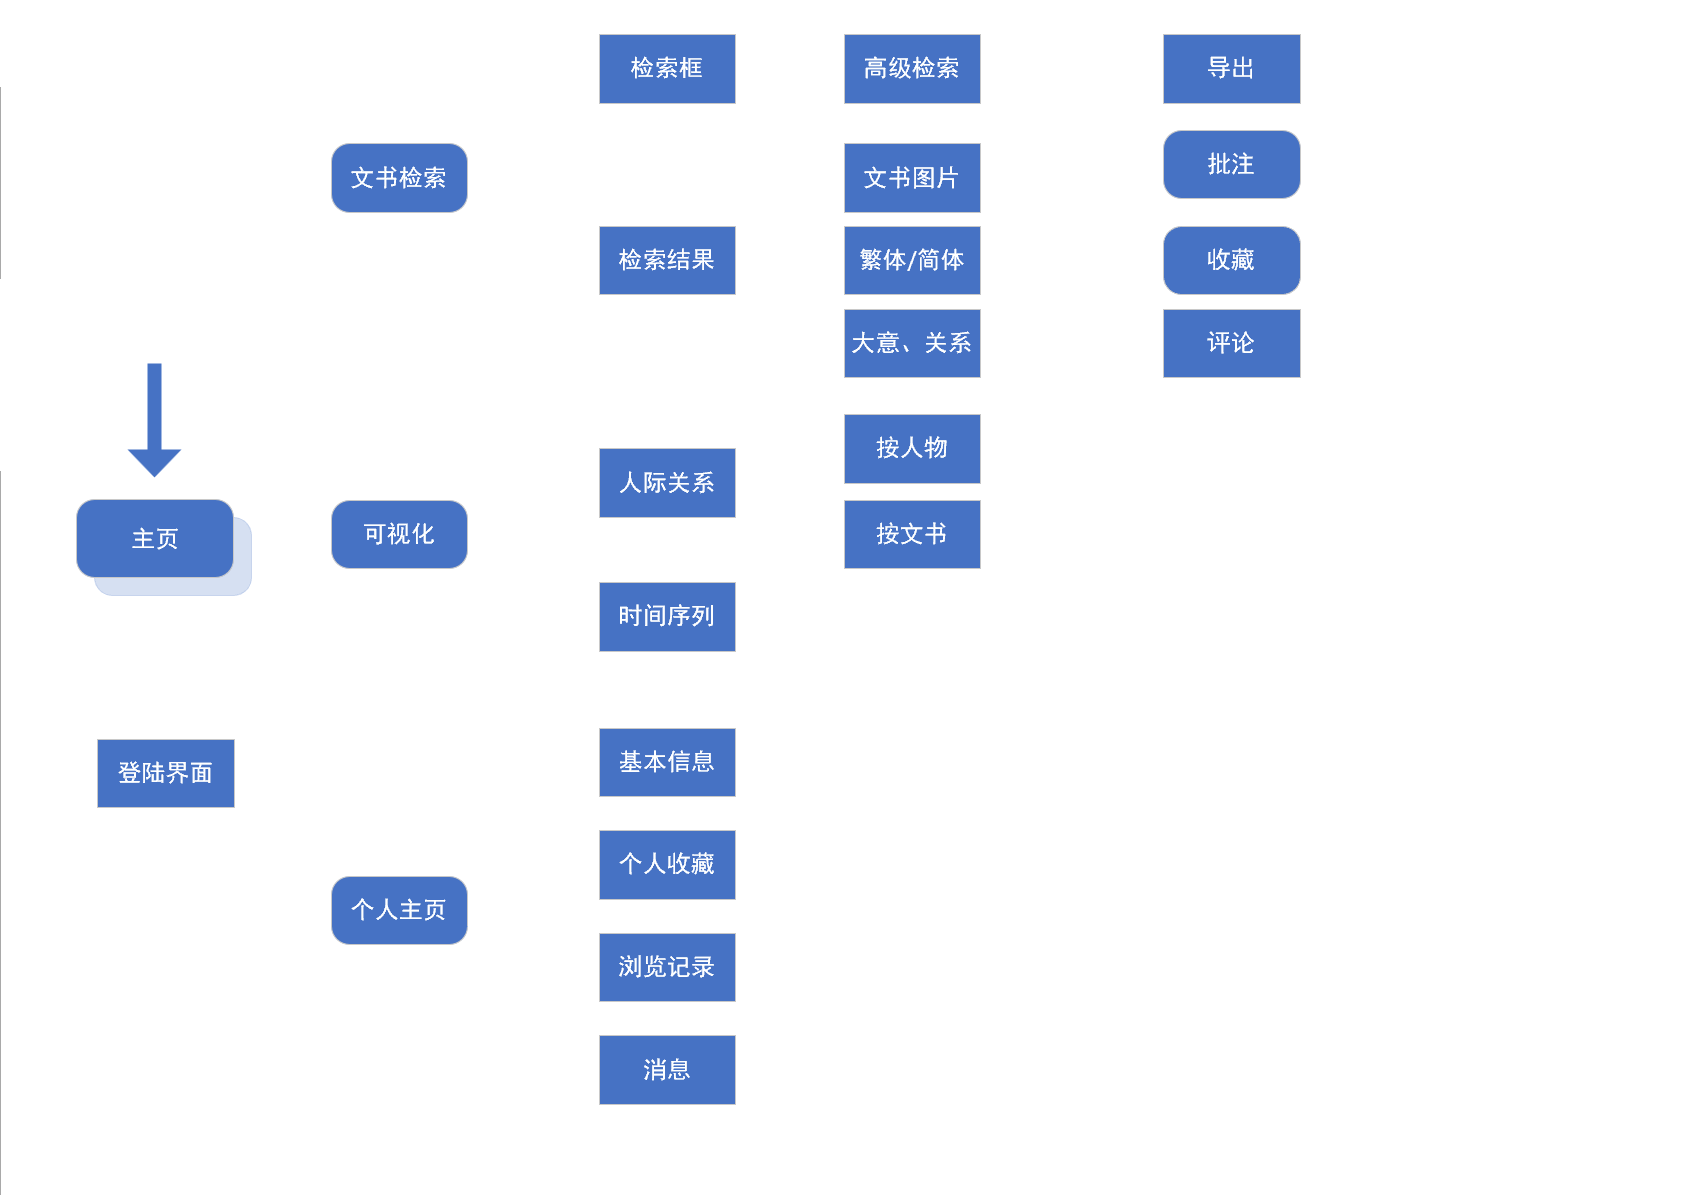 检索框
高级检索
导出
文书检索
文书图片
批注
检索结果
繁体/简体
收藏
大意、关系
评论
人际关系
按人物
主页
可视化
按文书
时间序列
登陆界面
基本信息
个人收藏
个人主页
浏览记录
消息